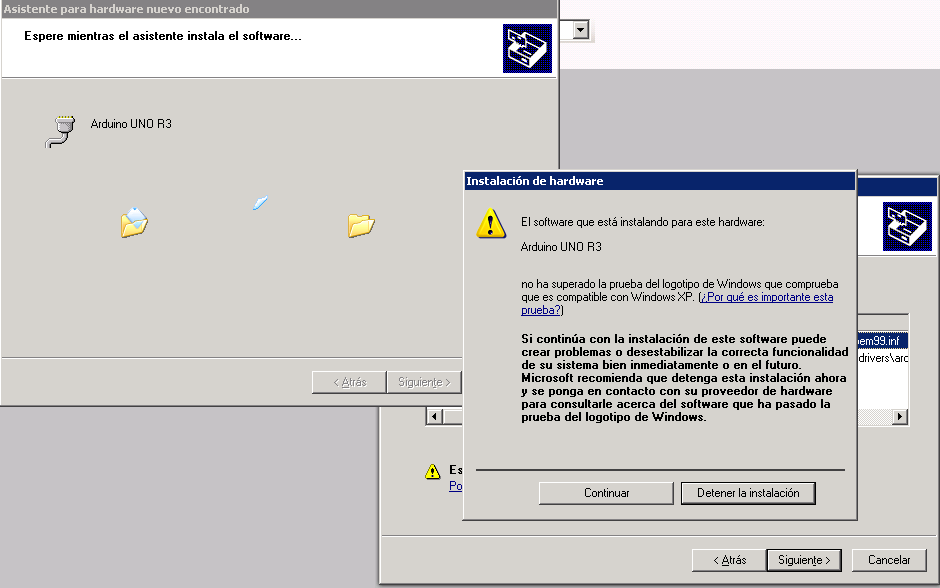 Asistente para hardware nuevo encontrado
Espere mientras el asistente instala el software...
Arduino UNO R3
< Atrás
Siguiente >
Instalación de hardware
El software que está instalando para este hardware:
Arduino UNO R3
no ha superado la prueba del logotipo de Windows que comprueba
que es compatible con Windows XP. (¿Por qué es importante esta
prueba?)
Si continúa con la instalación de este software puede
crear problemas o desestabilizar la correcta funcionalidad
de su sistema bien inmediatamente o en el futuro.
Microsoft recomienda que detenga esta instalación ahora
y se ponga en contacto con su proveedor de hardware
para consultarle acerca del software que ha pasado la
prueba del logotipo de Windows.
Continuar
Detener la instalación
oem99.inf
drivers\arc
Es
Po
< Atrás
Siguiente >
Cancelar